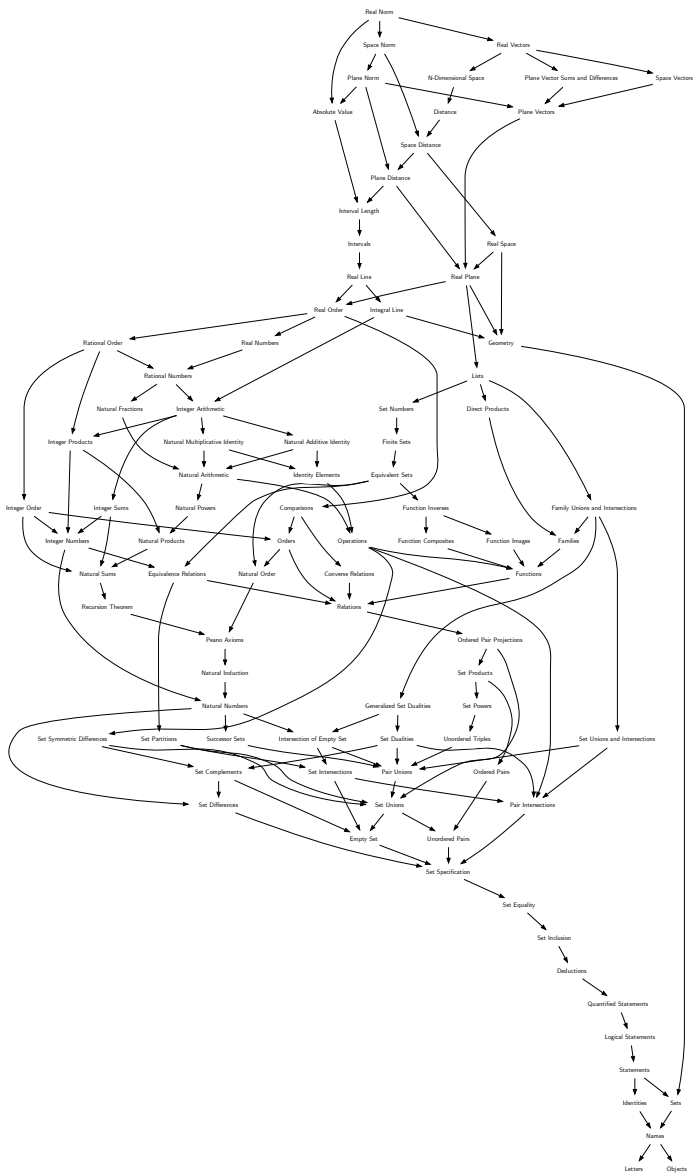 Real Norm
Space Norm
Real Vectors
Plane Norm
N-Dimensional Space
Plane Vector Sums and Differences
Space Vectors
Absolute Value
Distance
Plane Vectors
Space Distance
Plane Distance
Interval Length
Intervals
Real Space
Real Line
Real Plane
Real Order
Integral Line
Rational Order
Real Numbers
Geometry
Rational Numbers
Lists
Natural Fractions
Integer Arithmetic
Set Numbers
Direct Products
Integer Products
Natural Multiplicative Identity
Natural Additive Identity
Finite Sets
Natural Arithmetic
Identity Elements
Equivalent Sets
Integer Order
Integer Sums
Natural Powers
Comparisons
Function Inverses
Family Unions and Intersections
Integer Numbers
Natural Products
Orders
Operations
Function Composites
Function Images
Families
Natural Sums
Equivalence Relations
Natural Order
Converse Relations
Functions
Recursion Theorem
Relations
Peano Axioms
Ordered Pair Projections
Natural Induction
Set Products
Natural Numbers
Generalized Set Dualities
Set Powers
Set Symmetric Differences
Set Partitions
Successor Sets
Intersection of Empty Set
Set Dualities
Unordered Triples
Set Unions and Intersections
Set Complements
Set Intersections
Pair Unions
Ordered Pairs
Set Differences
Set Unions
Pair Intersections
Empty Set
Unordered Pairs
Set Specification
Set Equality
Set Inclusion
Deductions
Quantified Statements
Logical Statements
Statements
Identities
Sets
Names
Letters
Objects